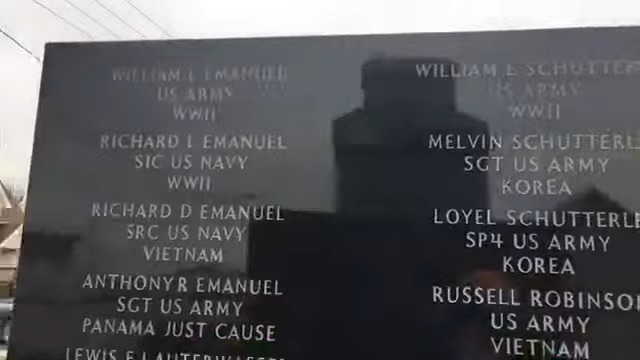 WILLIAM L EMANUEL
US ARMY
WWII
RICHARD L EMANUEL
S1C US NAVY
WWII
RICHARD D EMANUEL
SRC US NAVY
VIETNAM
ANTHONY R EMANUEL
SGT US ARMY
PANAMA JUST CAUSE
LEWIS E
WILLIAM E SCHUTTER
US ARMY
WWII
MELVIN SCHUTTERL
SGT US ARMY
KOREA
LOYEL SCHUTTERLE
SP4 US ARMY
KOREA
RUSSELL ROBINSO
US ARMY
VIETNAM